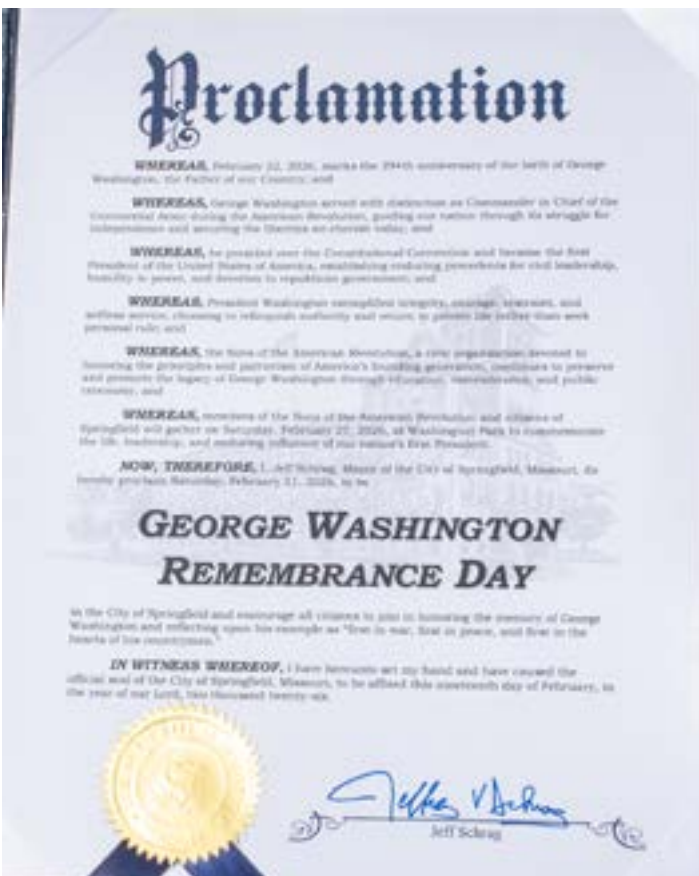 Proclamation
WHEREAS, February 22, 2026, marks the 294th anniversary of the birth of George
Washington, the Father of our Country; and
WHEREAS, George Washington served with distinction as Commander in Chief of the
Continental Army during the American Revolution, guiding our nation through its struggle for
independence and securing the liberties we cherish today; and
WHEREAS, he presided over the Constitutional Convention and became the first
President of the United States of America, establishing enduring precedents for civil leadership,
humility in power, and devotion to republican government; and
WHEREAS, President Washington exemplified integrity, courage, restraint, and
selfless service, choosing to relinquish authority and return to private life rather than seek
personal rule; and
WHEREAS, the Sons of the American Revolution, a civic organization devoted to
honoring the principles and patriotism of America's founding generation, continues to preserve
and promote the legacy of George Washington through education, remembrance, and public
ceremony; and
WHEREAS, members of the Sons of the American Revolution and citizens of
Springfield will gather on Saturday, February 21, 2026, at Washington Park to commemorate
the life, leadership, and enduring influence of our nation's first President.
NOW, THEREFORE, I, Jeff Schrag, Mayor of the City of Springfield, Missouri, do
hereby proclaim Saturday, February 21, 2026, to be
GEORGE WASHINGTON
REMEMBRANCE DAY
in the City of Springfield and encourage all citizens to join in honoring the memory of George
Washington and reflecting upon his example as "first in war, first in peace, and first in the
hearts of his countrymen."
IN WITNESS WHEREOF, I have hereunto set my hand and have caused the
official seal of the City of Springfield, Missouri, to be affixed this nineteenth day of February, in
the year of our Lord, two thousand twenty-six.
Jeff Schrag